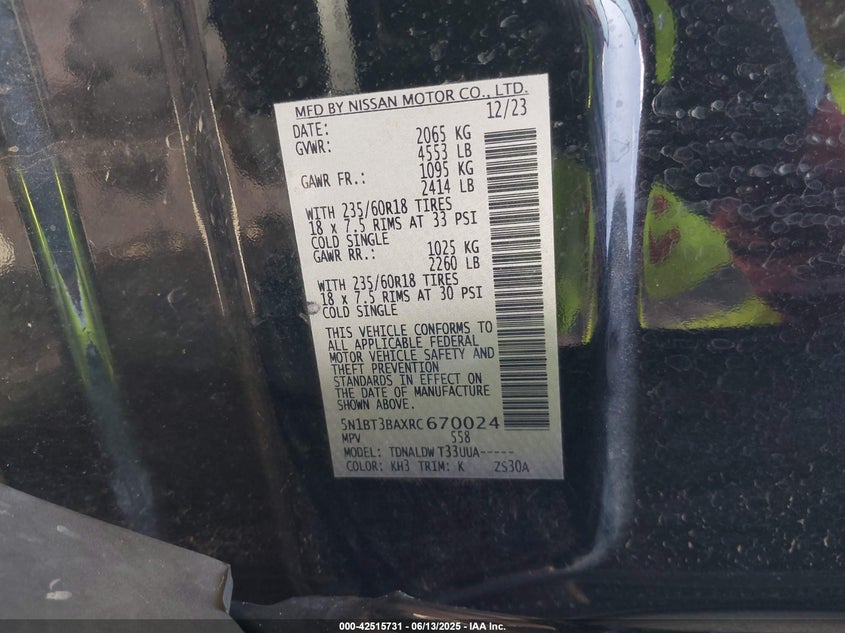 MFD BY NISSAN MOTOR CO., LTD.
DATE: 12/23
GVWR: 2065 KG
4553 LB
GAWR FR.: 1095 KG
2414 LB
WITH 235/60R18 TIRES
18 x 7.5 RIMS AT 33 PSI
COLD SINGLE
GAWR RR.: 1025 KG
2260 LB
WITH 235/60R18 TIRES
18 x 7.5 RIMS AT 30 PSI
COLD SINGLE
THIS VEHICLE CONFORMS TO
ALL APPLICABLE FEDERAL
MOTOR VEHICLE SAFETY AND
THEFT PREVENTION
STANDARDS IN EFFECT ON
THE DATE OF MANUFACTURE
SHOWN ABOVE.
5N1BT3BAXRC670024
MPV S58
MODEL: TDNALDW T33UUA-----
COLOR: KH3 TRIM: K ZS30A
000-42515731 - 06/13/2025 - IAA Inc.